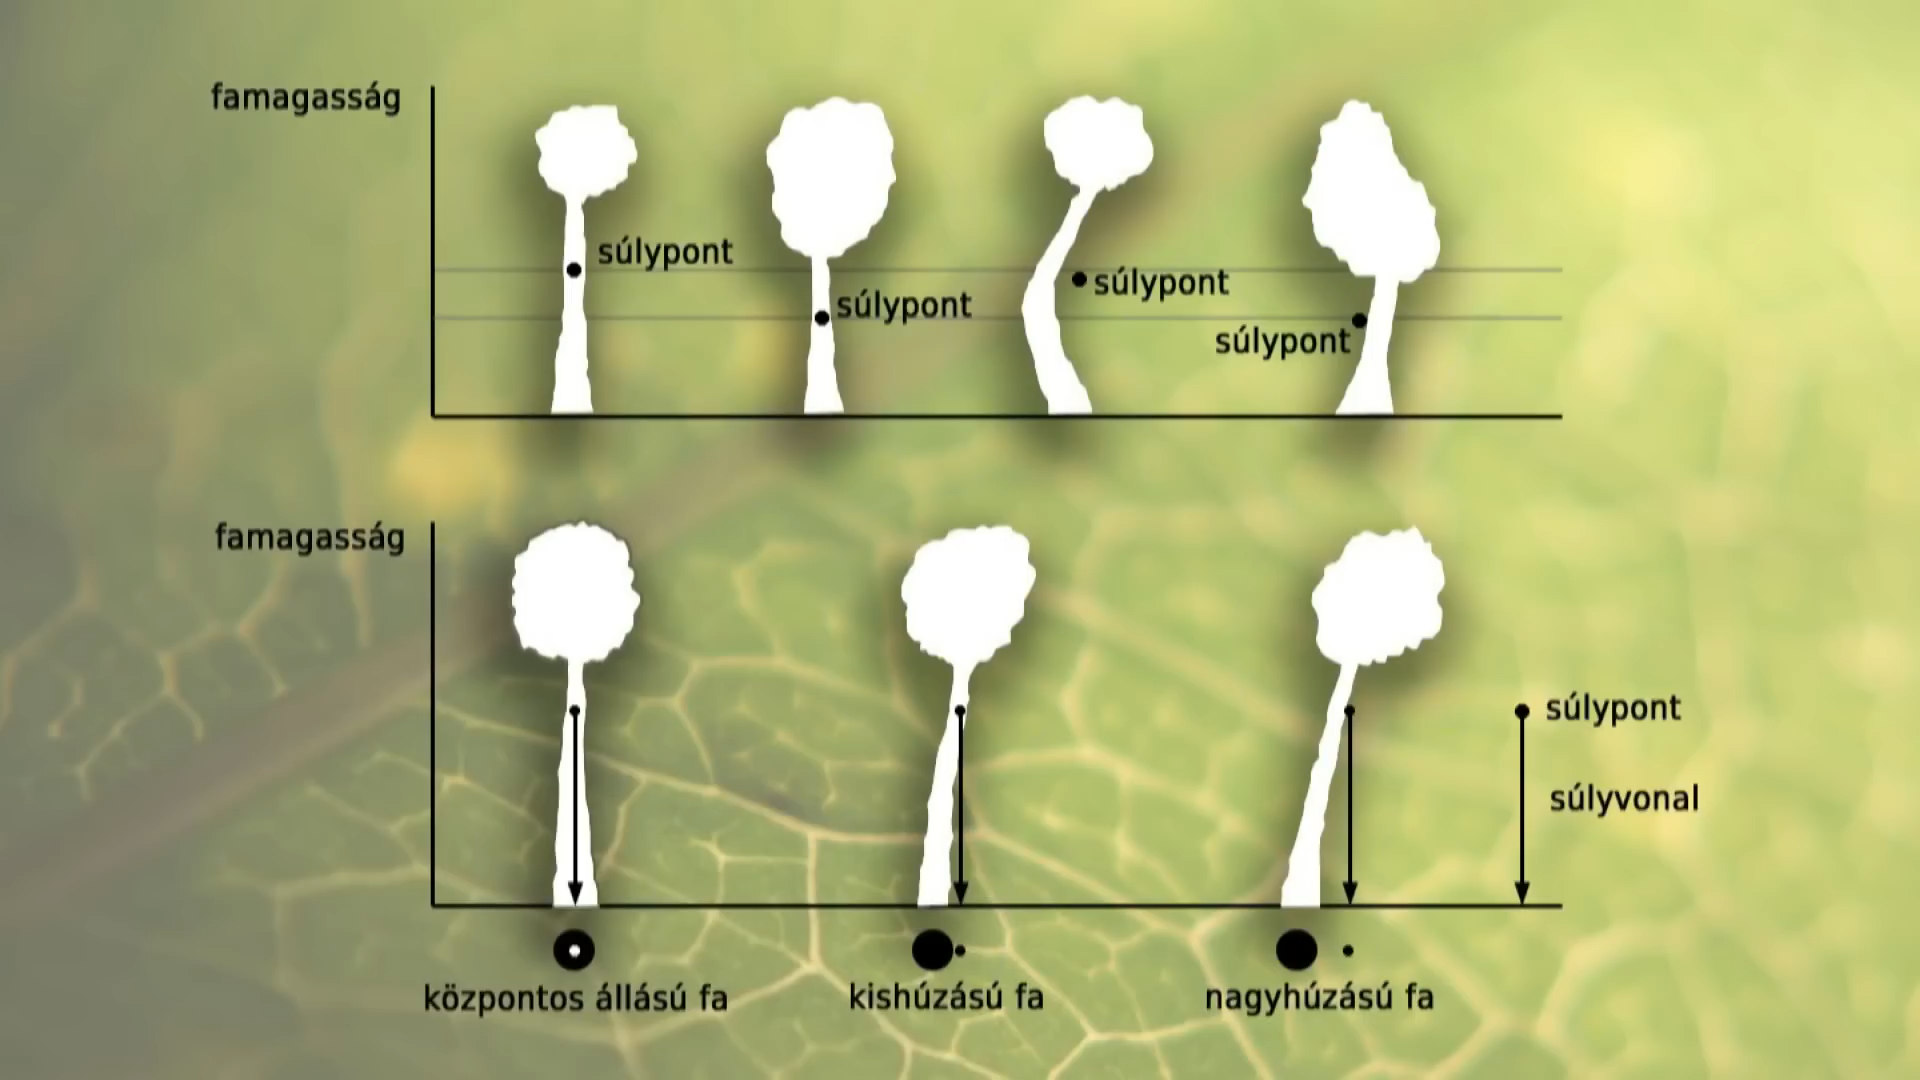 famagasság
súlypont
súlypont
súlypont
súlypont
famagasság
súlypont
súlyvonal
központos állású fa
kishúzású fa
nagyhúzású fa